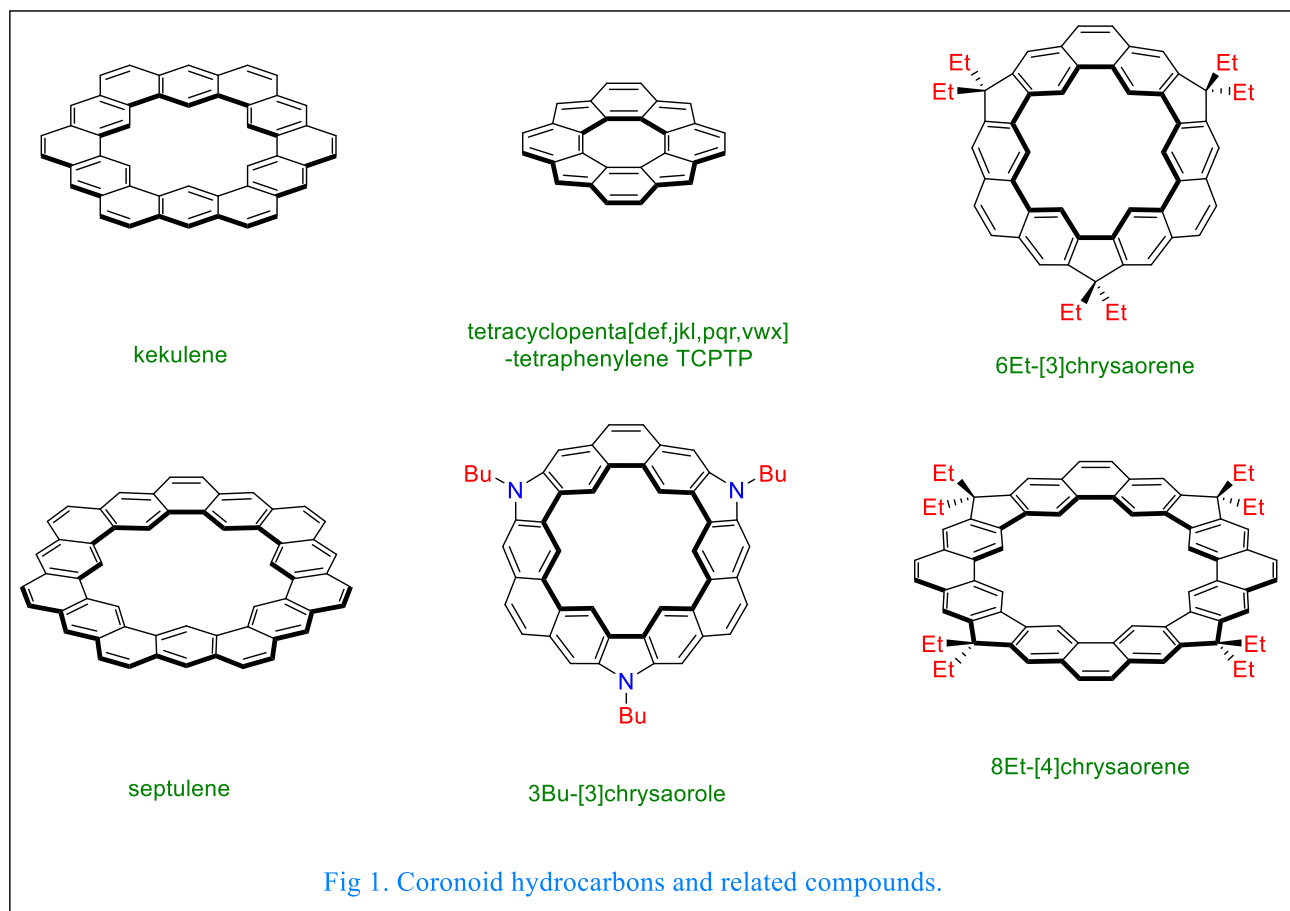 Et
Et
Et
Et
Et
Et
kekulene
tetracyclopenta[def,jkl,pqr,vwx]
-tetraphenylene TCPTP
6Et-[3]chrysaorene
Bu
N
N
Bu
N
Bu
Et
Et
Et
Et
Et
Et
Et
Et
septulene
3Bu-[3]chrysaorole
8Et-[4]chrysaorene
Fig 1. Coronoid hydrocarbons and related compounds.